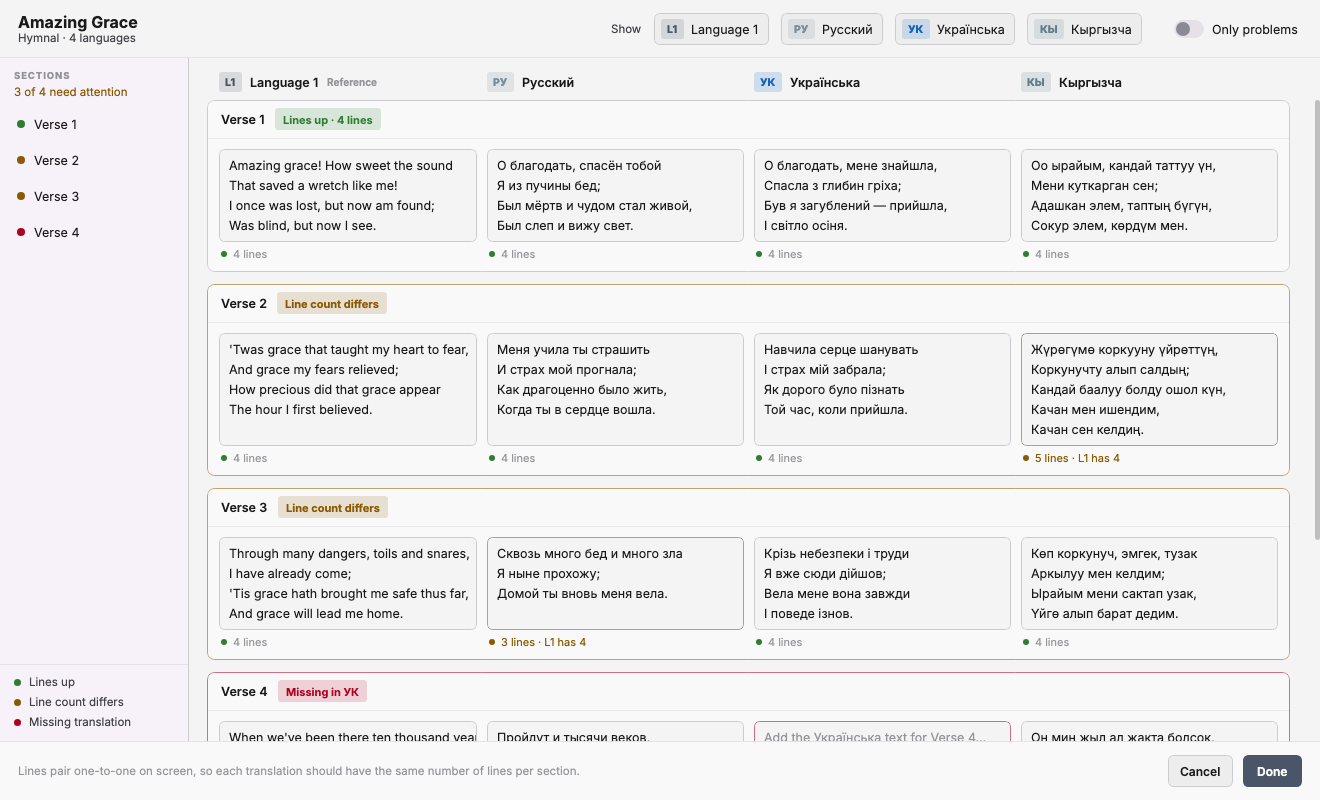 Amazing Grace
Hymnal · 4 languages
Show
L1 Language 1
РУ Русский
УК Українська
КЫ Кыргызча
Only problems
SECTIONS
3 of 4 need attention
Verse 1
Verse 2
Verse 3
Verse 4
Lines up
Line count differs
Missing translation
L1 Language 1 Reference
РУ Русский
УК Українська
КЫ Кыргызча
Verse 1 Lines up · 4 lines
Amazing grace! How sweet the sound
That saved a wretch like me!
I once was lost, but now am found;
Was blind, but now I see.
4 lines
О благодать, спасён тобой
Я из пучины бед;
Был мёртв и чудом стал живой,
Был слеп и вижу свет.
4 lines
О благодать, мене знайшла,
Спасла з глибин гріха;
Був я загублений — прийшла,
І світло осіня.
4 lines
Оо ырайым, кандай таттуу үн,
Мени куткарган сен;
Адашкан элем, таптың бүгүн,
Сокур элем, көрдүм мен.
4 lines
Verse 2 Line count differs
'Twas grace that taught my heart to fear,
And grace my fears relieved;
How precious did that grace appear
The hour I first believed.
4 lines
Меня учила ты страшить
И страх мой прогнала;
Как драгоценно было жить,
Когда ты в сердце вошла.
4 lines
Навчила серце шанувать
І страх мій забрала;
Як дорого було пізнать
Той час, коли прийшла.
4 lines
Жүрөгүмө коркууну үйрөттүң,
Коркунучту алып салдың;
Кандай баалуу болду ошол күн,
Качан мен ишендим,
Качан сен келдиң.
5 lines · L1 has 4
Verse 3 Line count differs
Through many dangers, toils and snares,
I have already come;
'Tis grace hath brought me safe thus far,
And grace will lead me home.
4 lines
Сквозь много бед и много зла
Я ныне прохожу;
Домой ты вновь меня вела.
3 lines · L1 has 4
Крізь небезпеки і труди
Я вже сюди дійшов;
Вела мене вона завжди
І поведе ізнов.
4 lines
Көп коркунуч, эмгек, тузак
Аркылуу мен келдим;
Ырайым мени сактап узак,
Үйгө алып барат дедим.
4 lines
Verse 4 Missing in УК
When we've been there ten thousand
Пройдут и тысячи веков,
Add the Українська text for Verse 4...
Он миң жыл ал жакта болсок,
Lines pair one-to-one on screen, so each translation should have the same number of lines per section.
Cancel
Done